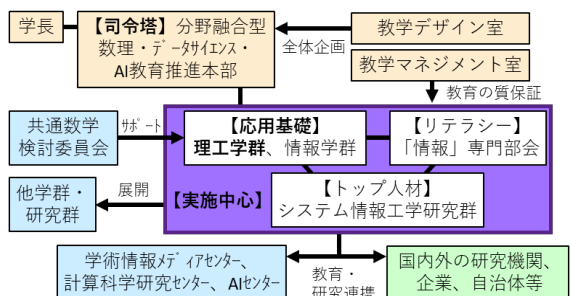 学長
【司令塔】分野融合型
数理・ﾃﾞｰﾀｻｲｴﾝｽ・
AI教育推進本部
全体企画
教学デザイン室
教学マネジメント室
教育の質保証
共通数学
検討委員会
ｻﾎﾟｰﾄ
【応用基礎】
理工学群、情報学群
【リテラシー】
「情報」専門部会
他学群・
研究群
展開
【実施中心】
【トップ人材】
システム情報工学研究群
学術情報ﾒﾃﾞｨｱセンター、
計算科学研究ｾﾝﾀｰ、AIｾﾝﾀｰ
教育・
研究連携
国内外の研究機関、
企業、自治体等